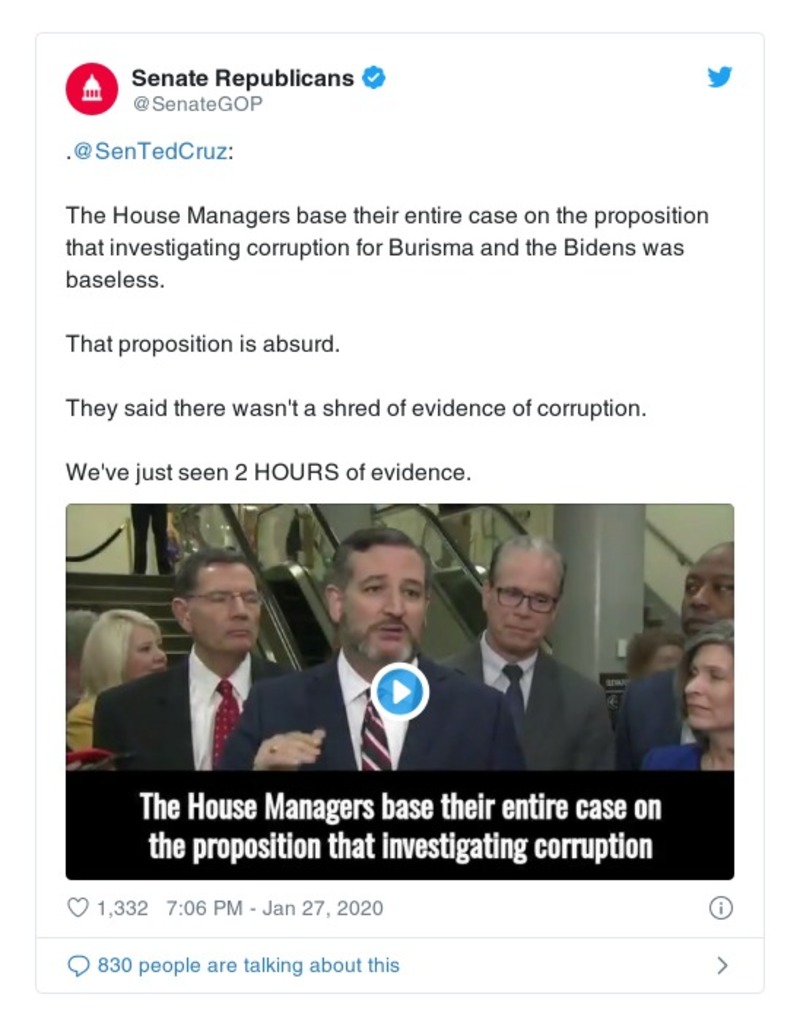 Senate Republicans
@SenateGOP
.@SenTedCruz:
The House Managers base their entire case on the proposition
that investigating corruption for Burisma and the Bidens was
baseless.
That proposition is absurd.
They said there wasn't a shred of evidence of corruption.
We've just seen 2 HOURS of evidence.
The House Managers base their entire case on
the proposition that investigating corruption
1,332 7:06 PM - Jan 27, 2020
830 people are talking about this